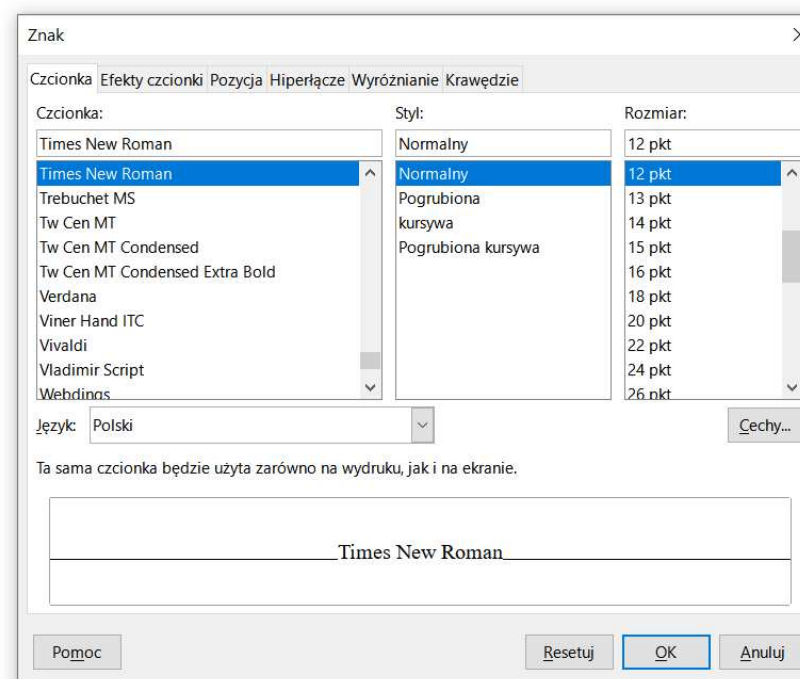 Znak
Czcionka Efekty czcionki Pozycja Hiperłącze Wyróżnianie Krawędzie
Czcionka: Styl: Rozmiar:
Times New Roman Normalny 12 pkt
Times New Roman Normalny 12 pkt
Trebuchet MS Pogrubiona 13 pkt
Tw Cen MT kursywa 14 pkt
Tw Cen MT Condensed Pogrubiona kursywa 15 pkt
Tw Cen MT Condensed Extra Bold 16 pkt
Verdana 18 pkt
Viner Hand ITC 20 pkt
Vivaldi 22 pkt
Vladimir Script 24 pkt
Webdings 26 pkt
Język: Polski Cechy...
Ta sama czcionka będzie użyta zarówno na wydruku, jak i na ekranie.
Times New Roman
Pomoc Resetuj OK Anuluj